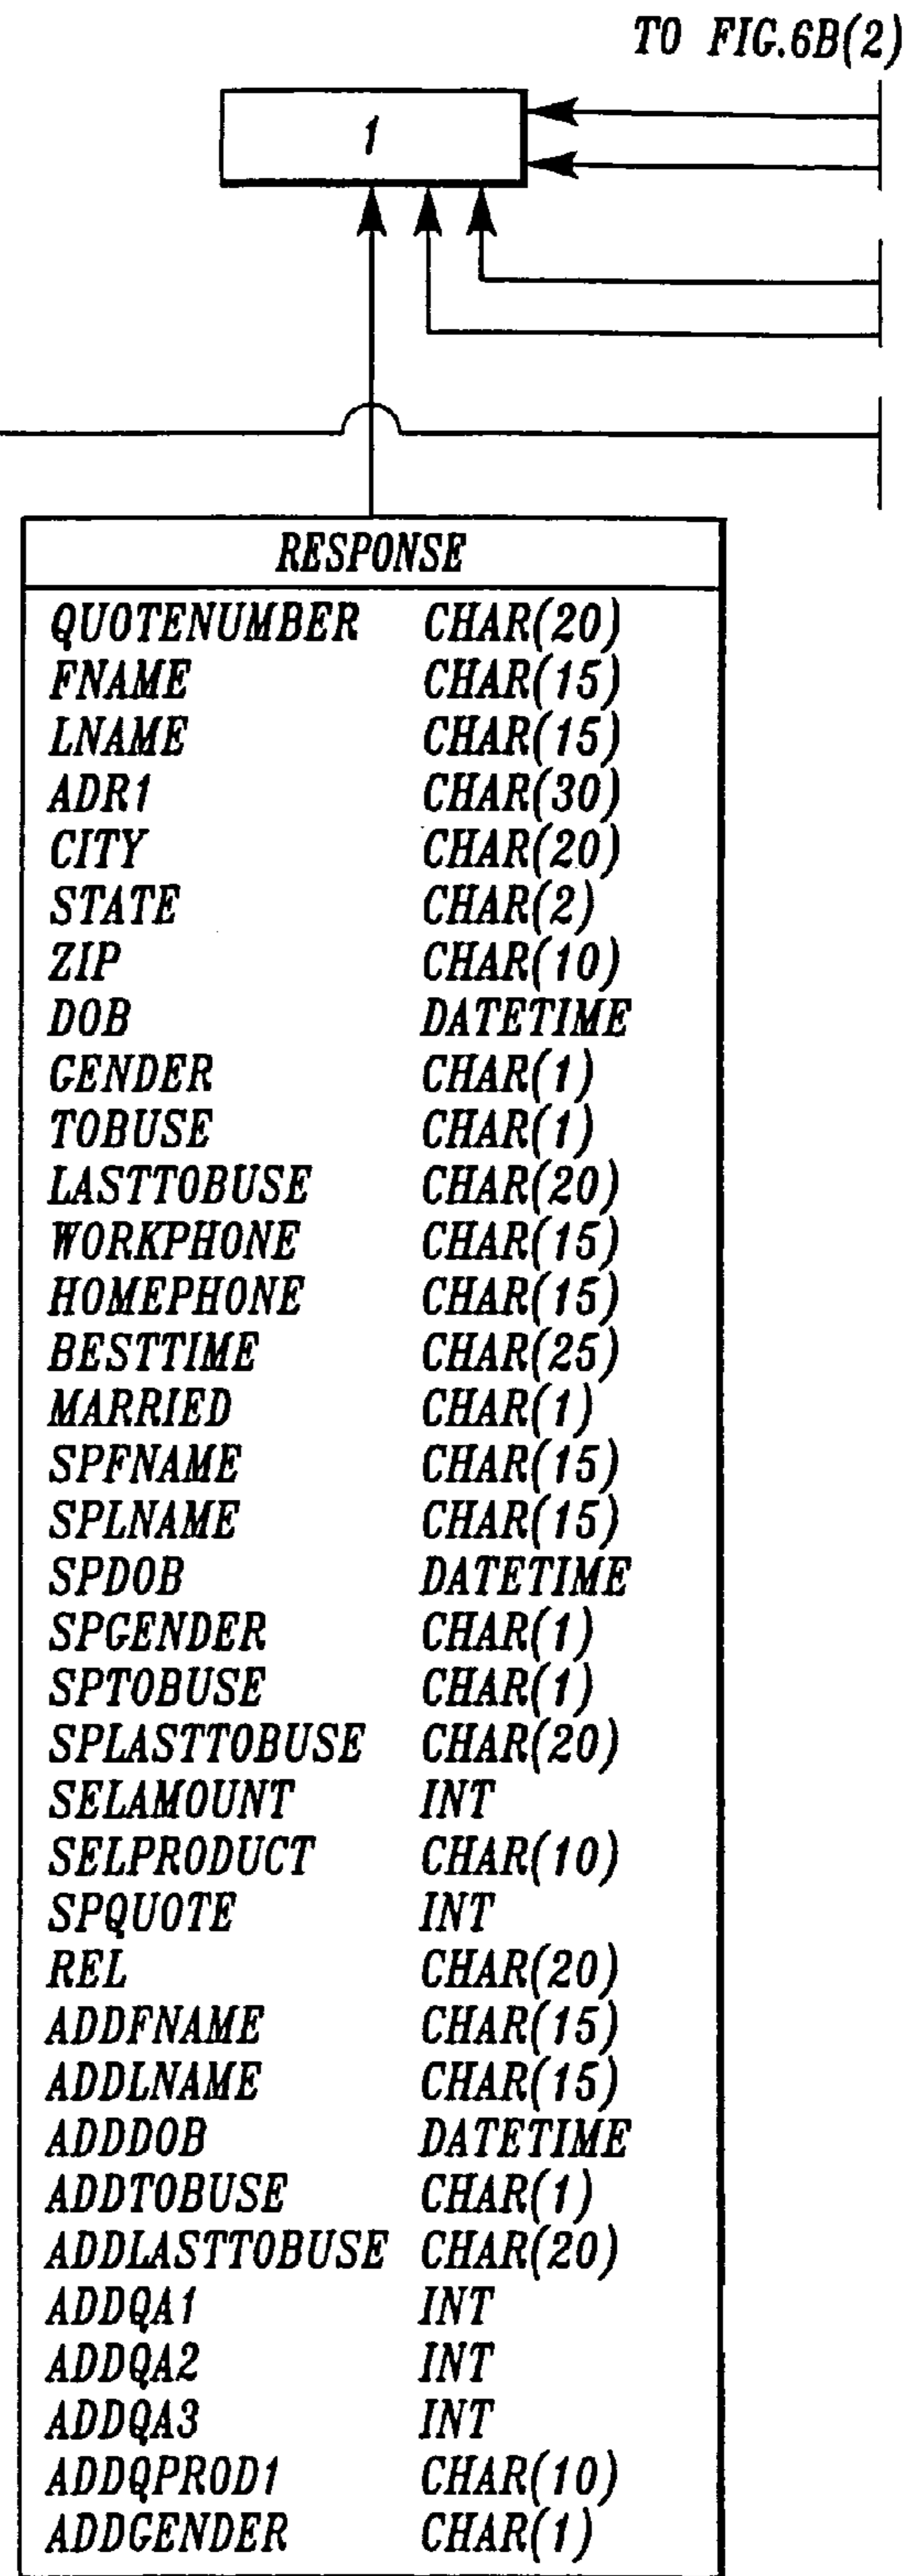 TO FIG.6B(2)
1
RESPONSE
QUOTENUMBER CHAR(20)
FNAME CHAR(15)
LNAME CHAR(15)
ADR1 CHAR(30)
CITY CHAR(20)
STATE CHAR(2)
ZIP CHAR(10)
DOB DATETIME
GENDER CHAR(1)
TOBUSE CHAR(1)
LASTTOBUSE CHAR(20)
WORKPHONE CHAR(15)
HOMEPHONE CHAR(15)
BESTTIME CHAR(25)
MARRIED CHAR(1)
SPFNAME CHAR(15)
SPLNAME CHAR(15)
SPDOB DATETIME
SPGENDER CHAR(1)
SPTOBUSE CHAR(1)
SPLASTTOBUSE CHAR(20)
SELAMOUNT INT
SELPRODUCT CHAR(10)
SPQUOTE INT
REL CHAR(20)
ADDFNAME CHAR(15)
ADDLNAME CHAR(15)
ADDDOB DATETIME
ADDTOBUSE CHAR(1)
ADDLASTTOBUSE CHAR(20)
ADDQA1 INT
ADDQA2 INT
ADDQA3 INT
ADDQPROD1 CHAR(10)
ADDGENDER CHAR(1)